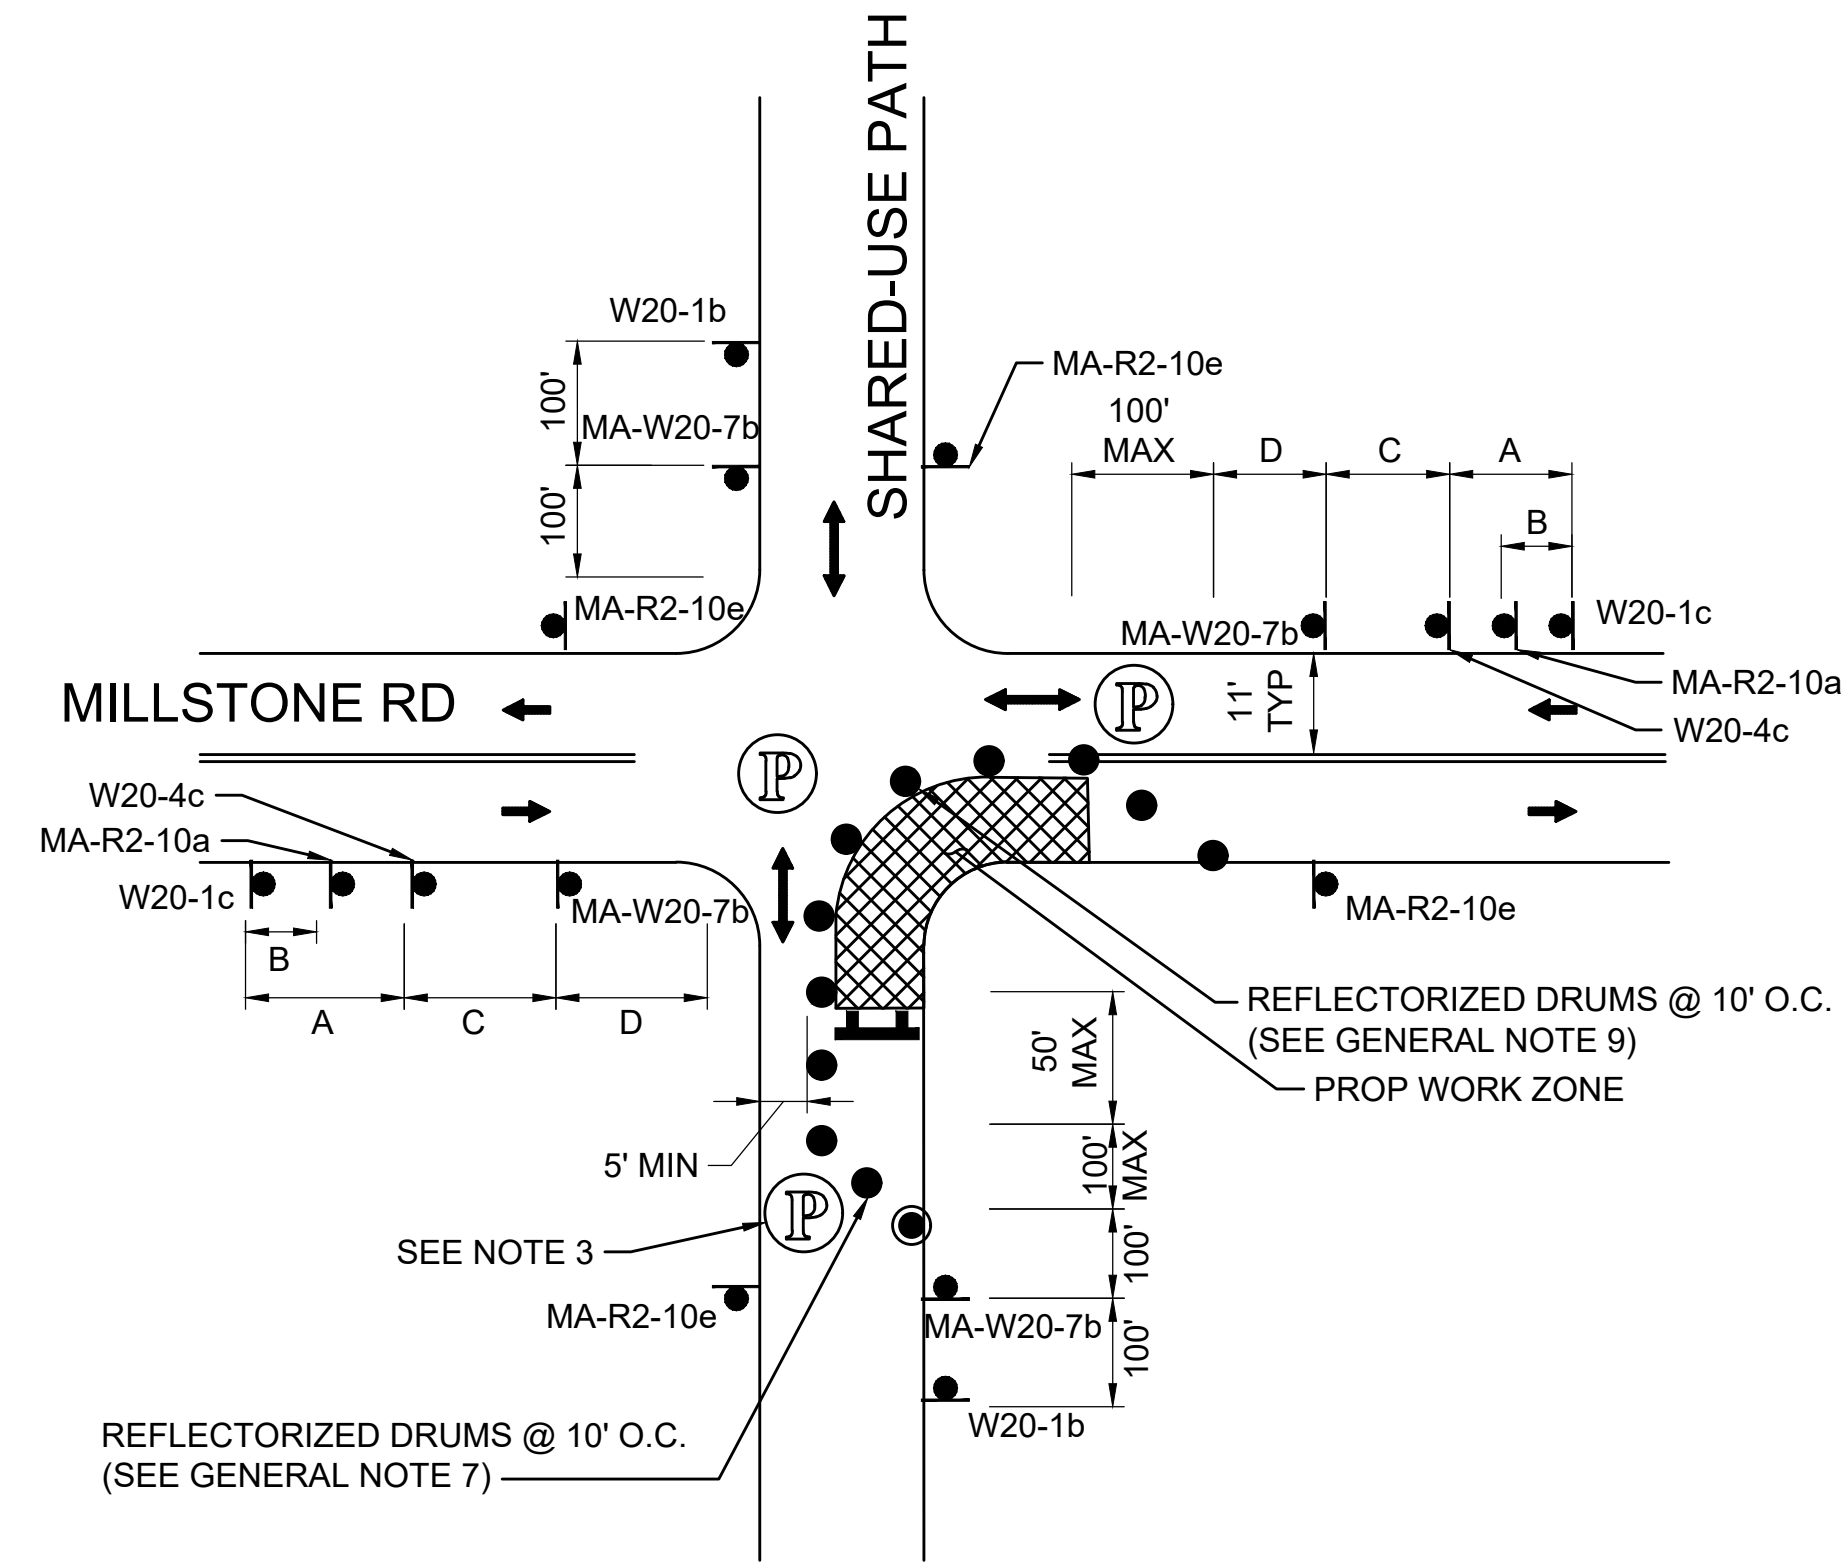 SHARED-USE PATH
W20-1b
100'
MA-W20-7b
100'
MA-R2-10e
MA-R2-10e
100'
MAX
D
C
A
B
MA-W20-7b
W20-1c
MA-R2-10a
W20-4c
11'
TYP
MILLSTONE RD
P
P
W20-4c
MA-R2-10a
W20-1c
MA-W20-7b
B
A
C
D
MA-R2-10e
REFLECTORIZED DRUMS @ 10' O.C.
(SEE GENERAL NOTE 9)
PROP WORK ZONE
50'
MAX
100'
MAX
100'
100'
5' MIN
P
SEE NOTE 3
MA-R2-10e
MA-W20-7b
W20-1b
REFLECTORIZED DRUMS @ 10' O.C.
(SEE GENERAL NOTE 7)